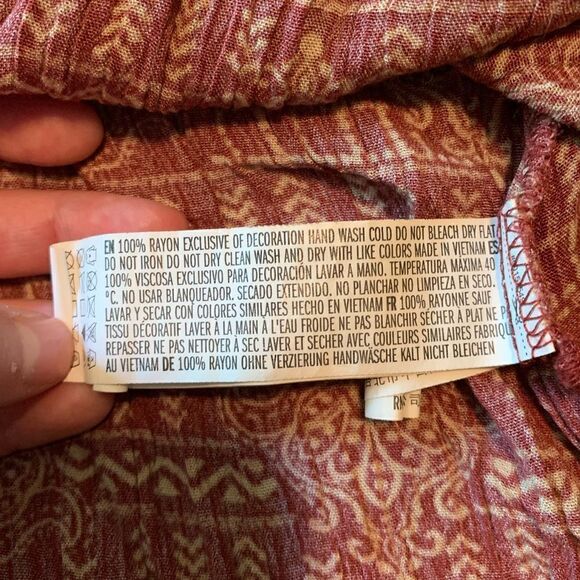 EN 100% RAYON EXCLUSIVE OF DECORATION HAND WASH COLD DO NOT BLEACH DRY FLAT
DO NOT IRON DO NOT DRY CLEAN WASH AND DRY WITH LIKE COLORS MADE IN VIETNAM ES
100% VISCOSA EXCLUSIVO PARA DECORACIÓN LAVAR A MANO. TEMPERATURA MÁXIMA 40
°C. NO USAR BLANQUEADOR. SECADO EXTENDIDO. NO PLANCHAR NO LIMPIEZA EN SECO.
LAVAR Y SECAR CON COLORES SIMILARES HECHO EN VIETNAM FR 100% RAYONNE SAUF
TISSU DÉCORATIF LAVER À LA MAIN À L'EAU FROIDE NE PAS BLANCHIR SÉCHER À PLAT NE
REPASSER NE PAS NETTOYER À SEC LAVER ET SÉCHER AVEC COULEURS SIMILAIRES
AU VIETNAM DE 100% RAYON OHNE VERZIERUNG HANDWÄSCHE KALT NICHT BLEICHEN